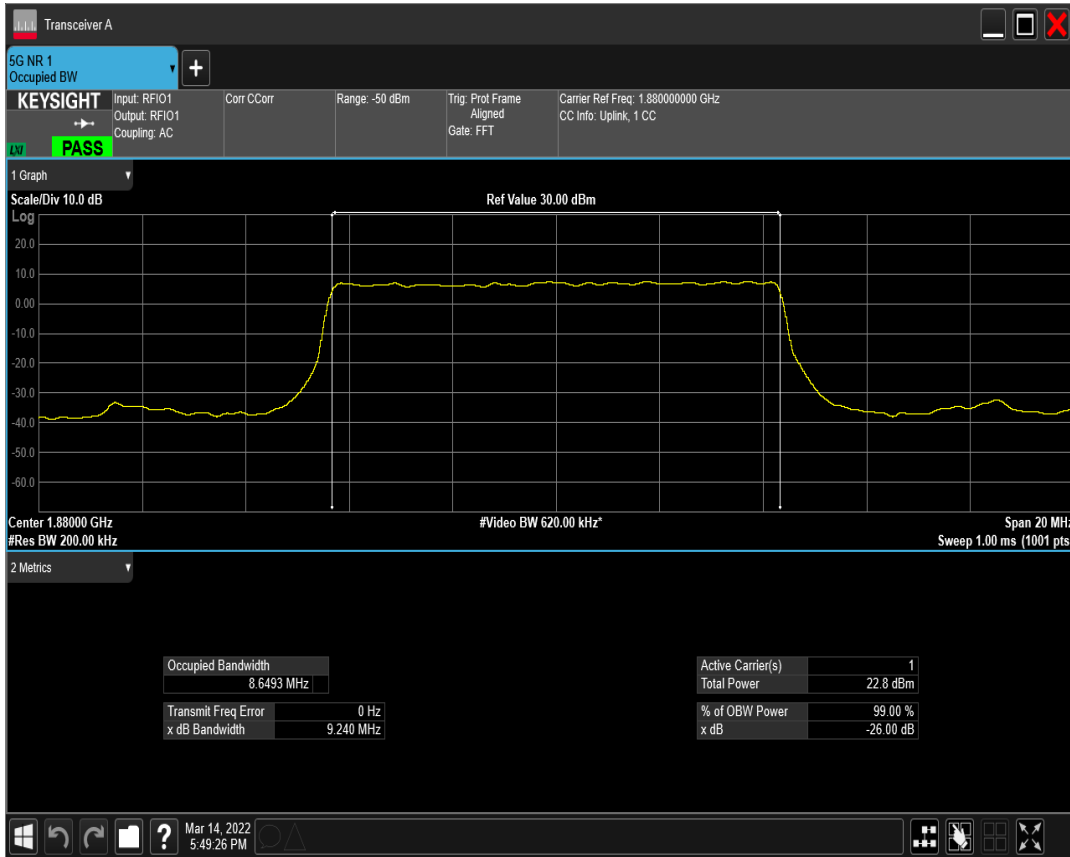 Transceiver A
5G NR 1
Occupied BW
KEYSIGHT
LXI
PASS
Input: RFIO1
Output: RFIO1
Coupling: AC
Corr CCorr
Range: -50 dBm
Trig: Prot Frame
Aligned
Gate: FFT
Carrier Ref Freq: 1.880000000 GHz
CC Info: Uplink, 1 CC
1 Graph
Scale/Div 10.0 dB
Ref Value 30.00 dBm
Log
20.0
10.0
0.00
-10.0
-20.0
-30.0
-40.0
-50.0
-60.0
Center 1.88000 GHz
#Video BW 620.00 kHz*
Span 20 MHz
#Res BW 200.00 kHz
Sweep 1.00 ms (1001 pts
2 Metrics
Occupied Bandwidth
8.6493 MHz
Transmit Freq Error 0 Hz
x dB Bandwidth 9.240 MHz
Active Carrier(s) 1
Total Power 22.8 dBm
% of OBW Power 99.00 %
x dB -26.00 dB
?
Mar 14, 2022
5:49:26 PM